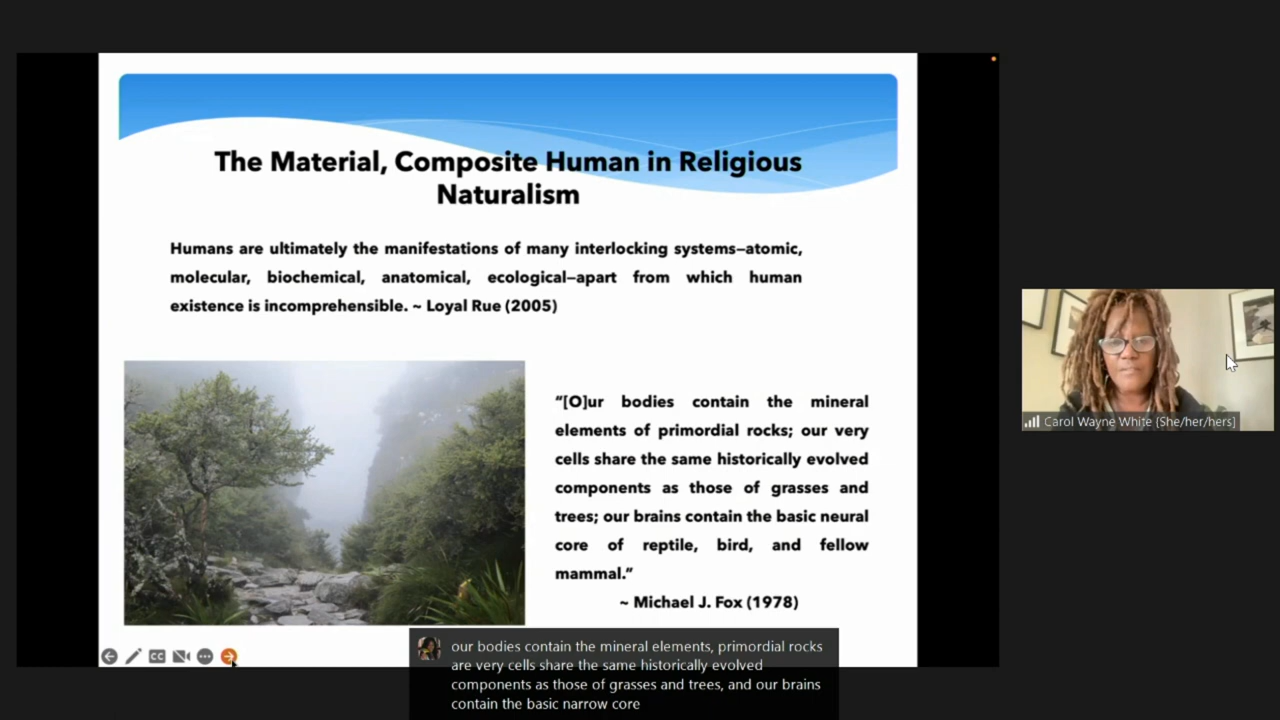 The Material, Composite Human in Religious
Naturalism
Humans are ultimately the manifestations of many interlocking systems—atomic,
molecular, biochemical, anatomical, ecological—apart from which human
existence is incomprehensible. ~ Loyal Rue (2005)
“[O]ur bodies contain the mineral
elements of primordial rocks; our very
cells share the same historically evolved
components as those of grasses and
trees; our brains contain the basic neural
core of reptile, bird, and fellow
mammal.”
~ Michael J. Fox (1978)
Carol Wayne White (She/her/hers)
CC
our bodies contain the mineral elements, primordial rocks
are very cells share the same historically evolved
components as those of grasses and trees, and our brains
contain the basic narrow core